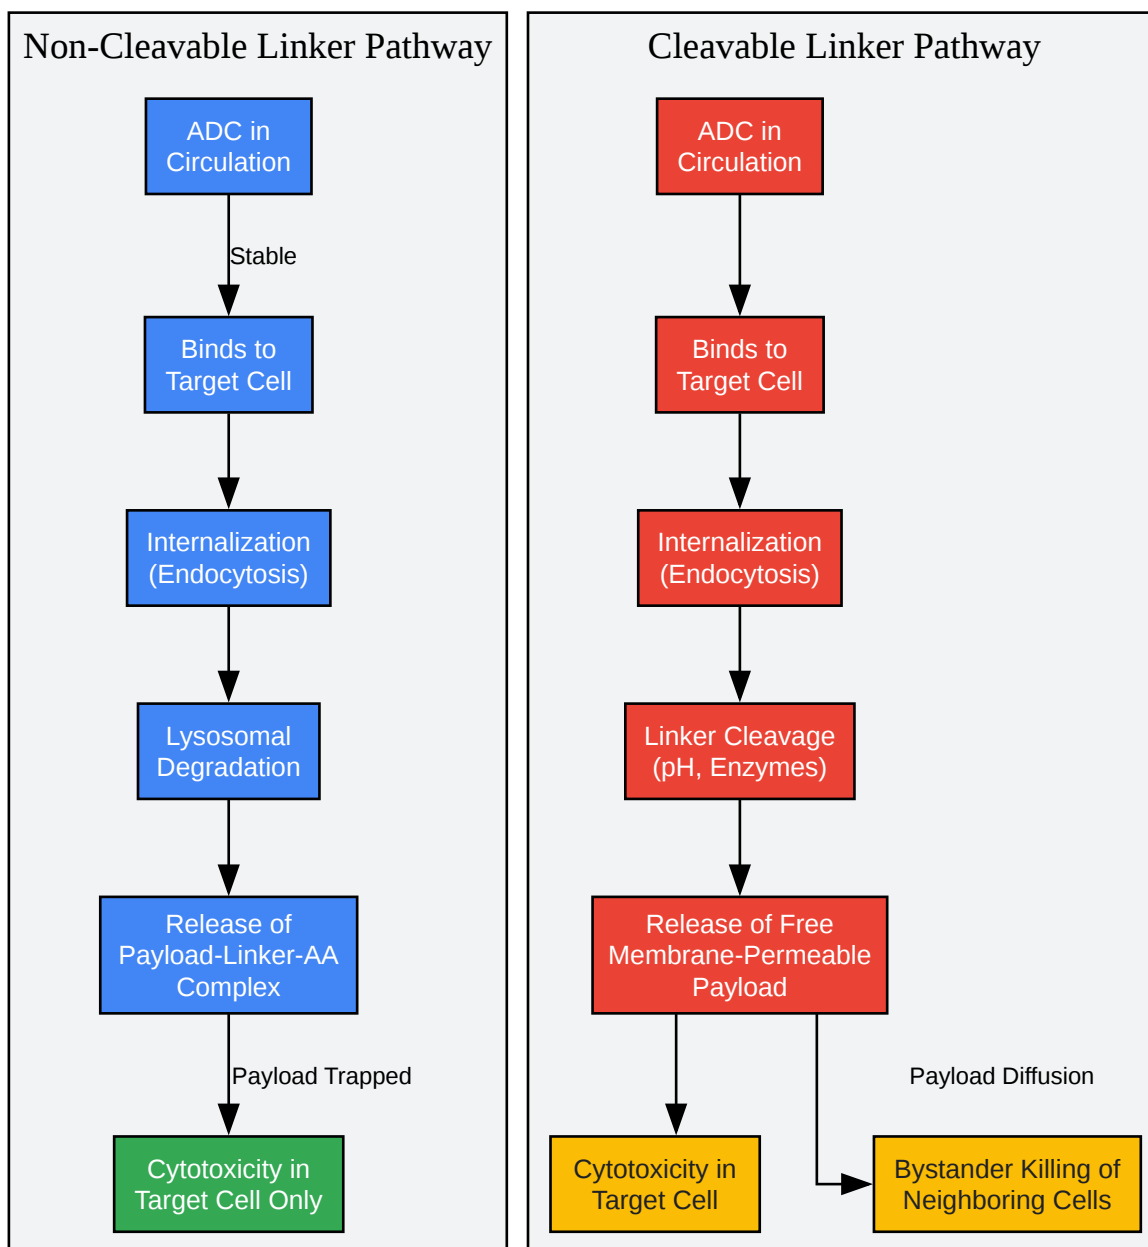 Non-Cleavable Linker Pathway
ADC in
Circulation
Stable
Binds to
Target Cell
Internalization
(Endocytosis)
Lysosomal
Degradation
Release of
Payload-Linker-AA
Complex
Payload Trapped
Cytotoxicity in
Target Cell Only
Cleavable Linker Pathway
ADC in
Circulation
Binds to
Target Cell
Internalization
(Endocytosis)
Linker Cleavage
(pH, Enzymes)
Release of Free
Membrane-Permeable
Payload
Payload Diffusion
Cytotoxicity in
Target Cell
Bystander Killing of
Neighboring Cells